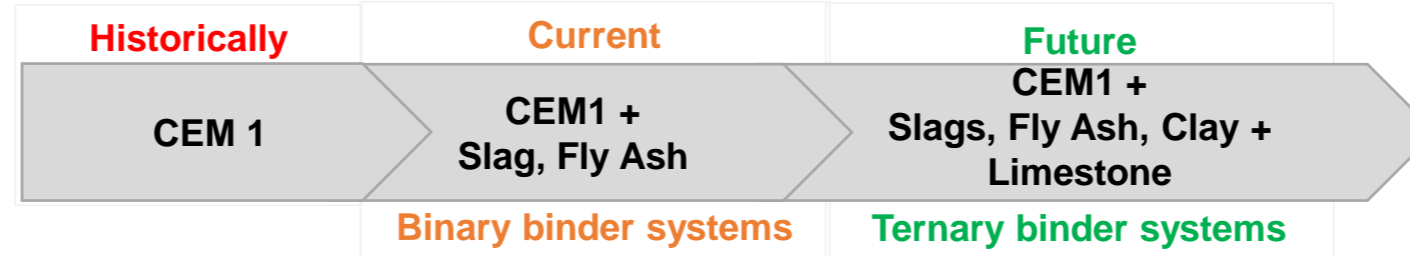 Historically
CEM 1
Current
CEM1 +
Slag, Fly Ash
Binary binder systems
Future
CEM1 +
Slags, Fly Ash, Clay +
Limestone
Ternary binder systems